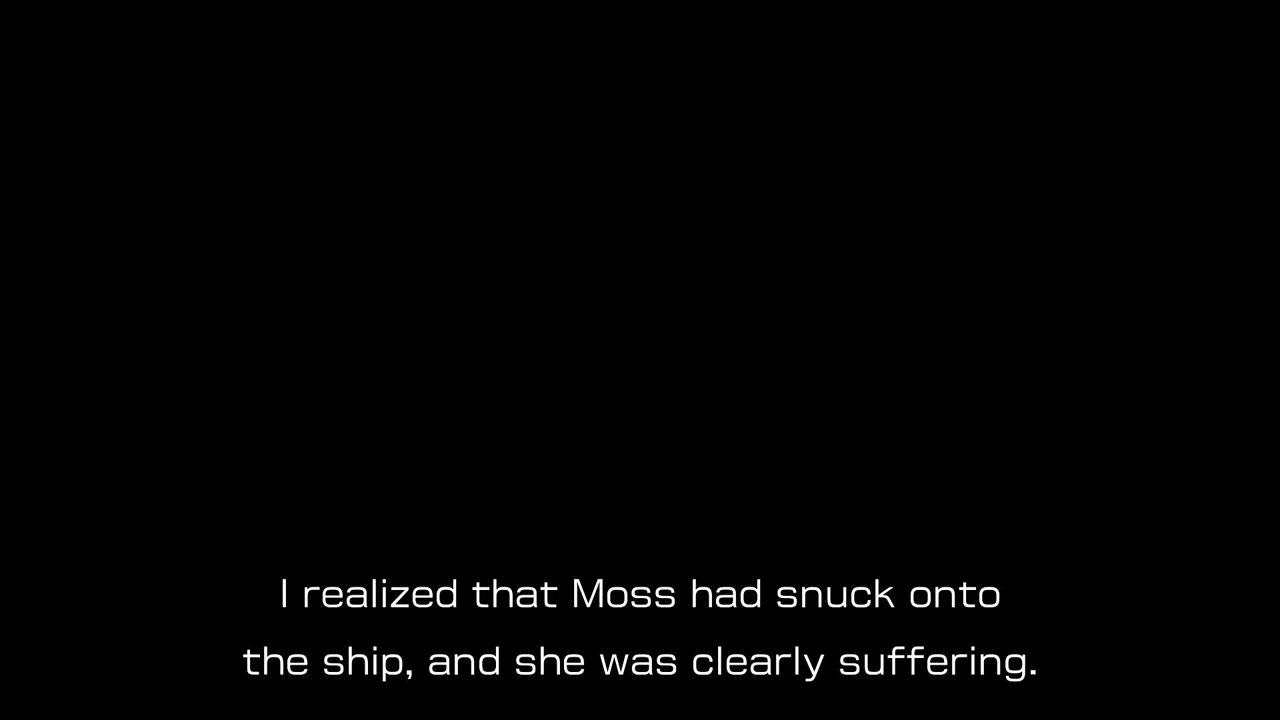 I realized that Moss had snuck onto
the ship, and she was clearly suffering.